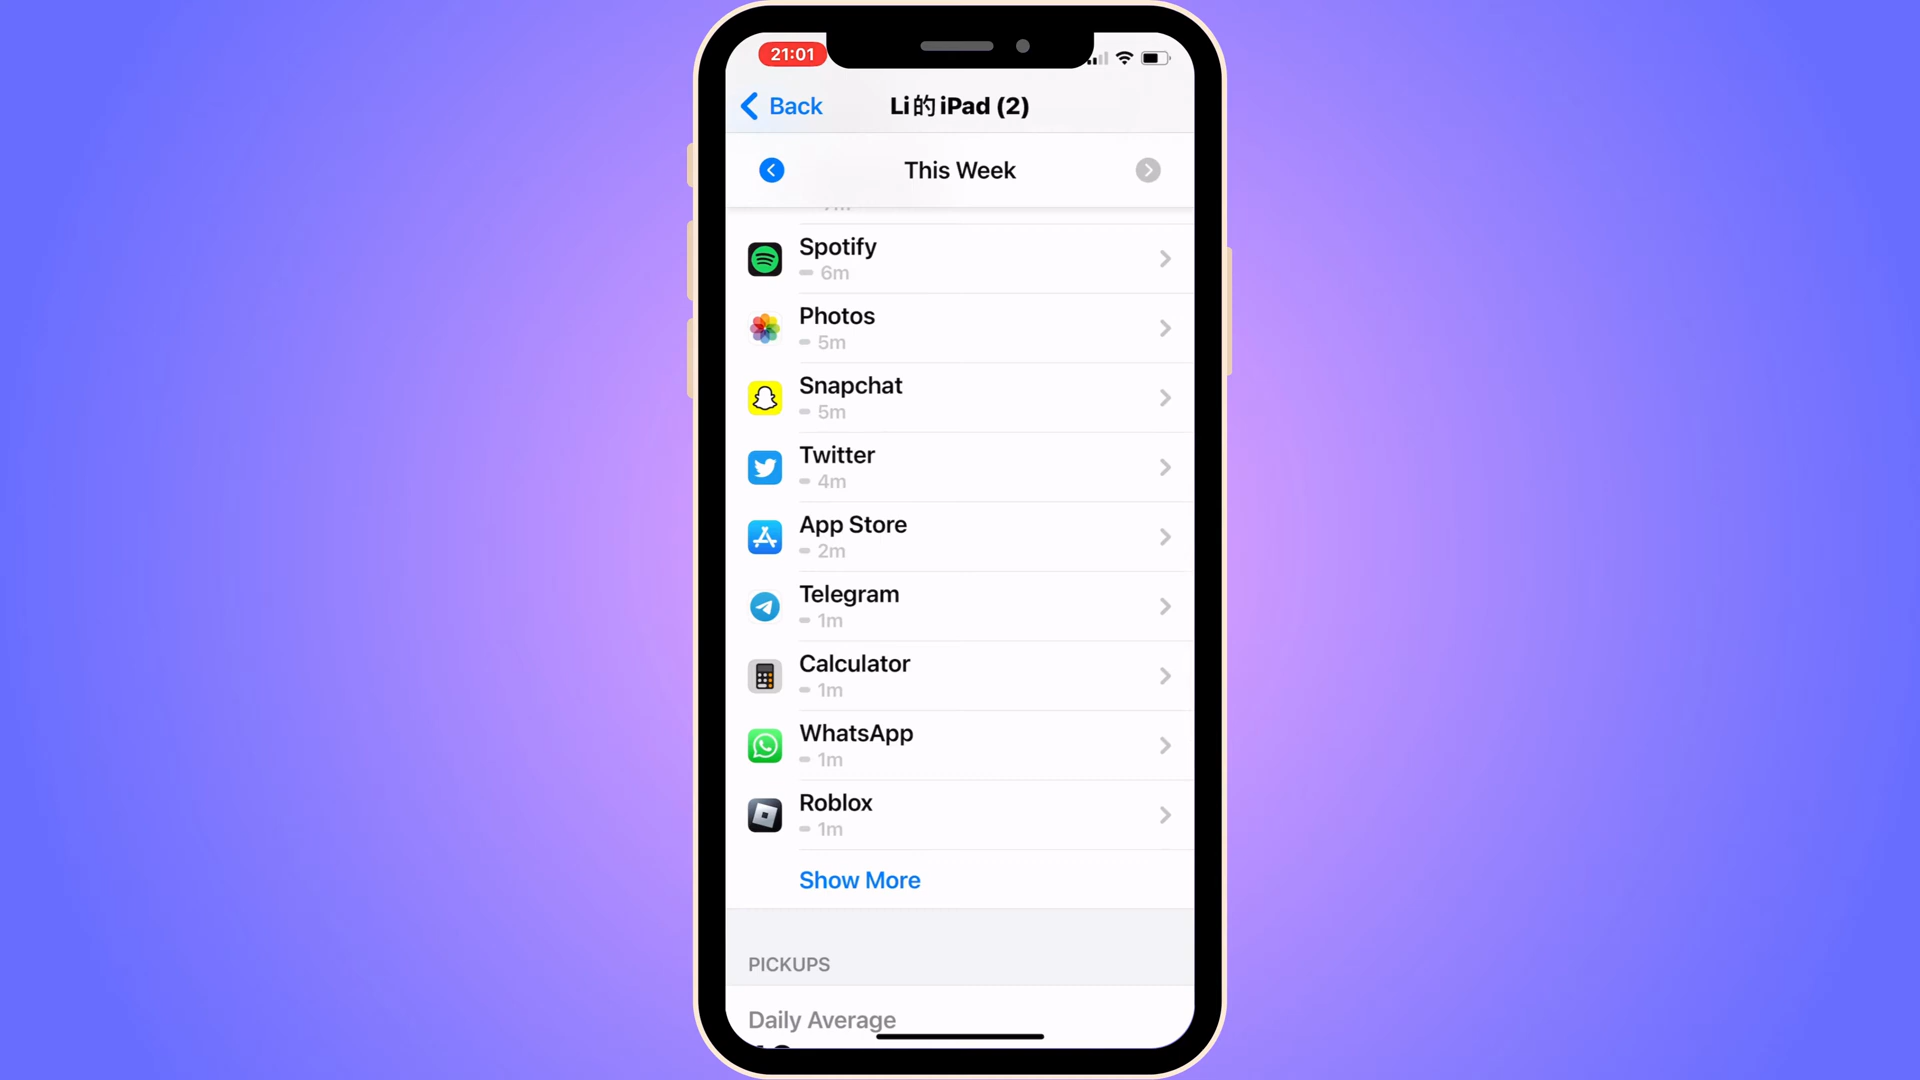 21:01
Back
Li的iPad (2)
This Week
Spotify
6m
Photos
5m
Snapchat
5m
Twitter
4m
App Store
2m
Telegram
1m
Calculator
1m
WhatsApp
1m
Roblox
1m
Show More
PICKUPS
Daily Average